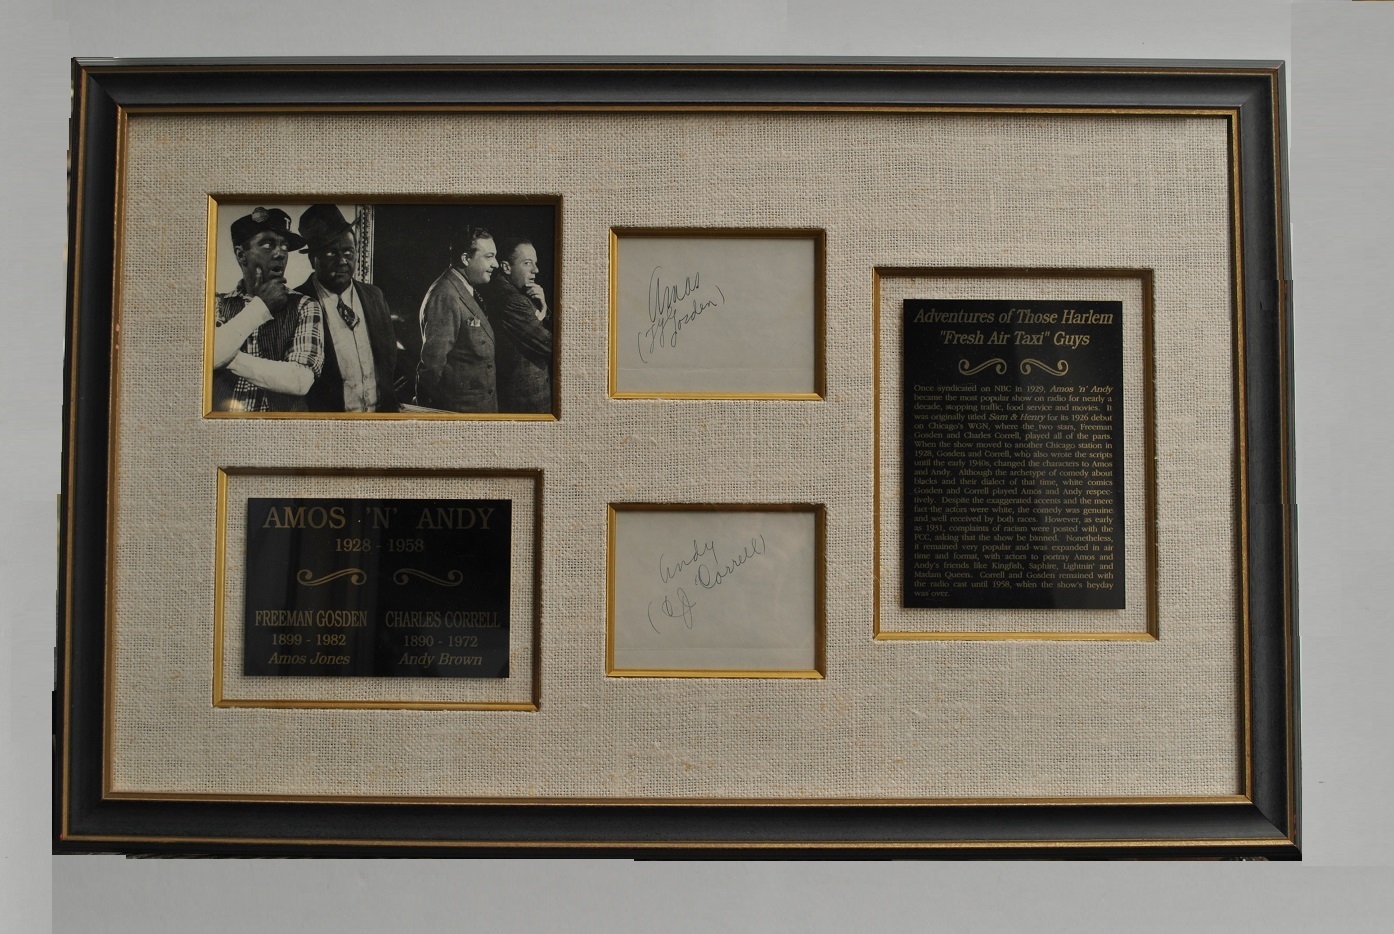 Amos
(FF Gosden)
Adventures of Those Harlem
"Fresh Air Taxi" Guys
Once syndicated on NBC in 1929, Amos 'n' Andy
became the most popular show on radio for nearly a
decade, stopping traffic, food service and movies. It
was originally titled Sam & Henry for its 1926 debut
on Chicago's WGN, where the two stars, Freeman
Gosden and Charles Correll, played all of the parts.
When the show moved to another Chicago station in
1928, Gosden and Correll, who also wrote the scripts
until the early 1940s, changed the characters to Amos
and Andy. Although the archetype of comedy about
blacks and their dialect of that time, white comics
Gosden and Correll played Amos and Andy respec-
tively. Despite the exaggerated accents and the mere
fact the actors were white, the comedy was genuine
and well received by both races. However, as early
as 1931, complaints of racism were posted with the
FCC, asking that the show be banned. Nonetheless,
it remained very popular and was expanded in air
time and format, with actors to portray Amos and
Andy's friends like Kingfish, Saphire, Lightnin' and
Madam Queen. Correll and Gosden remained with
the radio cast until 1958, when the show's heyday
was over.
AMOS 'N' ANDY
1928 - 1958
FREEMAN GOSDEN CHARLES CORRELL
1899 - 1982 1890 - 1972
Amos Jones Andy Brown
Andy
(CJ Correll)